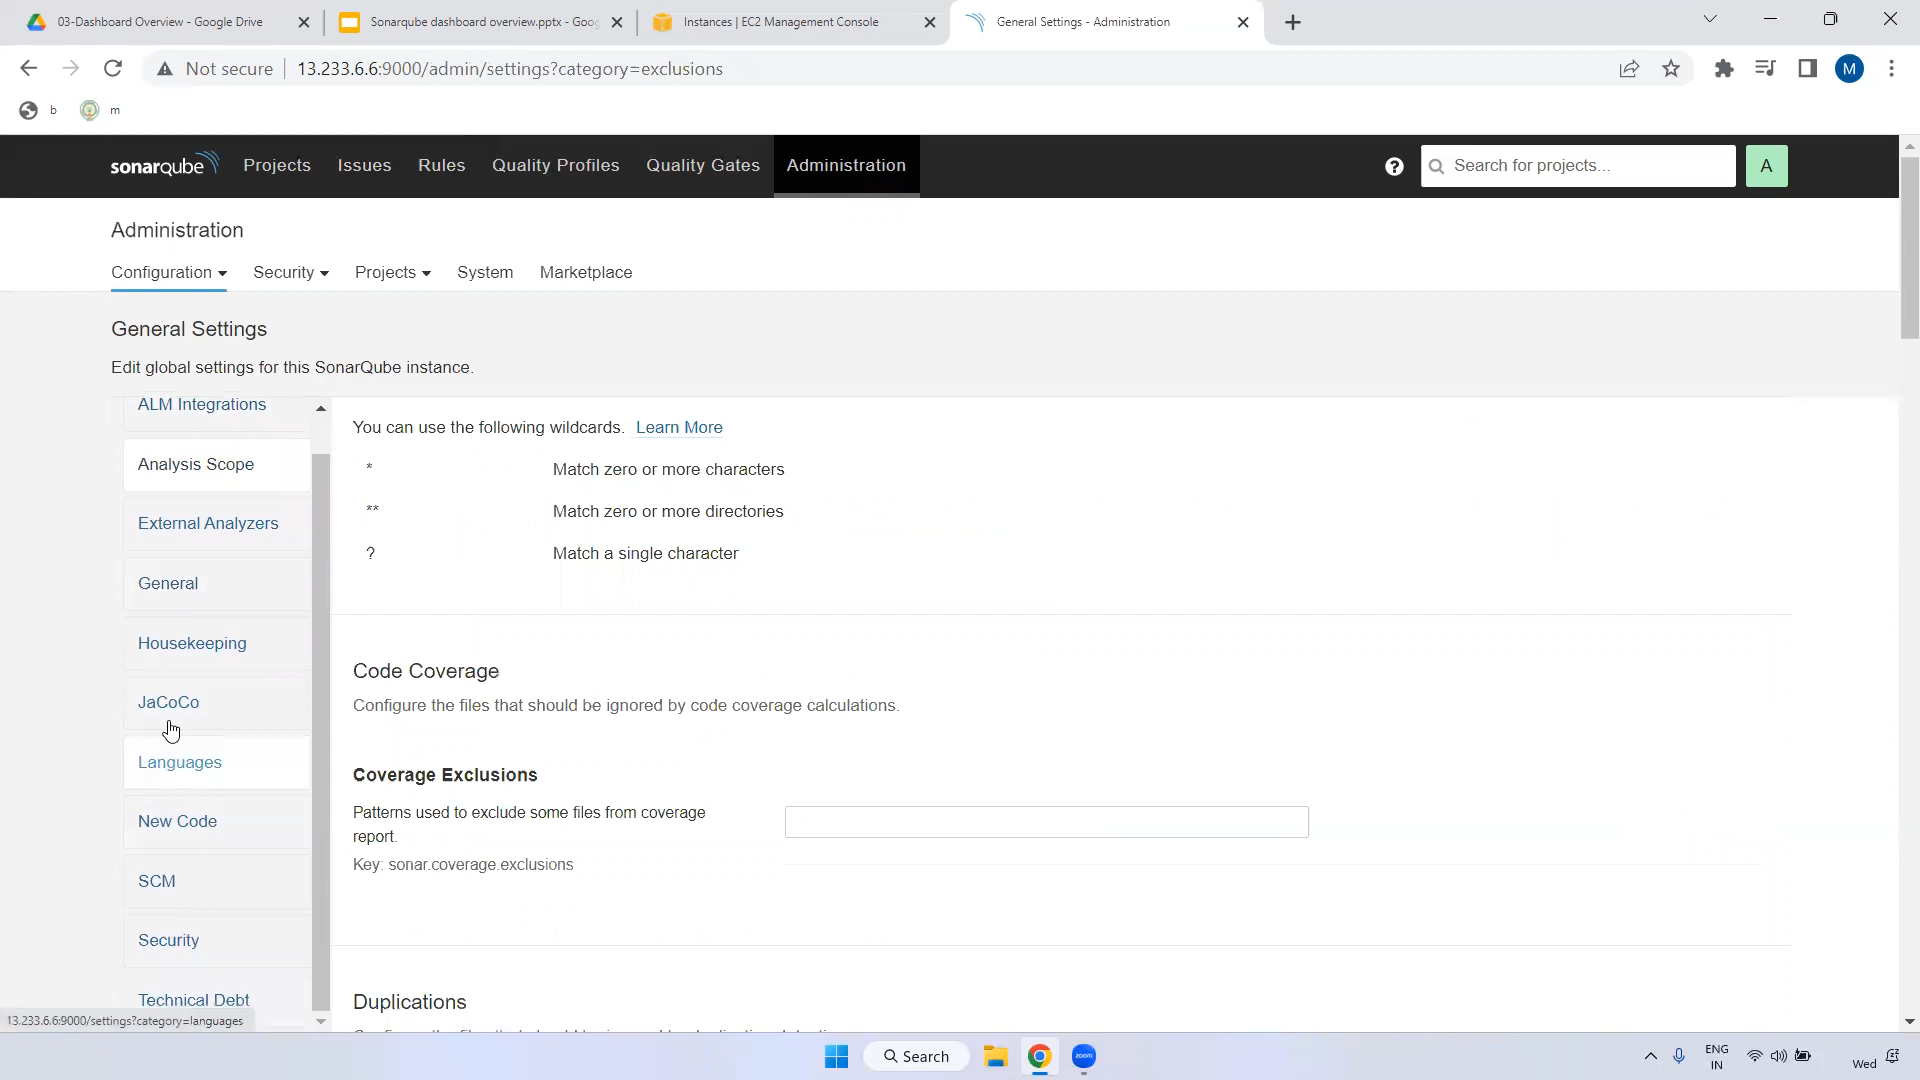 03-Dashboard Overview - Google Drive
Sonarqube dashboard overview.pptx - Goo
Instances | EC2 Management Console
General Settings - Administration
Not secure
13.233.6.6:9000/admin/settings?category=exclusions
M
b
m
sonarqube
Projects
Issues
Rules
Quality Profiles
Quality Gates
Administration
?
Search for projects...
A
Administration
Configuration
Security
Projects
System
Marketplace
General Settings
Edit global settings for this SonarQube instance.
ALM Integrations
Analysis Scope
External Analyzers
General
Housekeeping
JaCoCo
Languages
New Code
SCM
Security
Technical Debt
You can use the following wildcards. Learn More
* Match zero or more characters
** Match zero or more directories
? Match a single character
Code Coverage
Configure the files that should be ignored by code coverage calculations.
Coverage Exclusions
Patterns used to exclude some files from coverage
report.
Key: sonar.coverage.exclusions
Duplications
13.233.6.6:9000/settings?category=languages
Search
zoom
ENG
IN
Wed